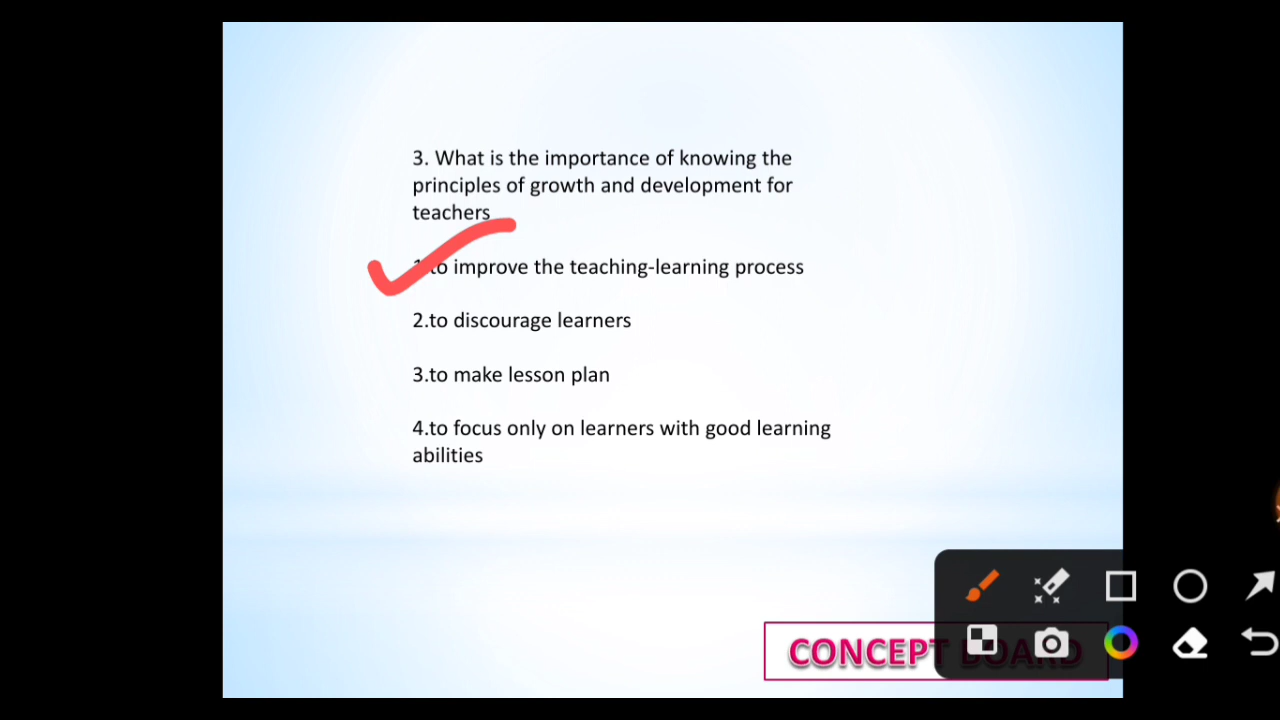 3. What is the importance of knowing the
principles of growth and development for
teachers
1.to improve the teaching-learning process
2.to discourage learners
3.to make lesson plan
4.to focus only on learners with good learning
abilities
CONCEPT BOARD